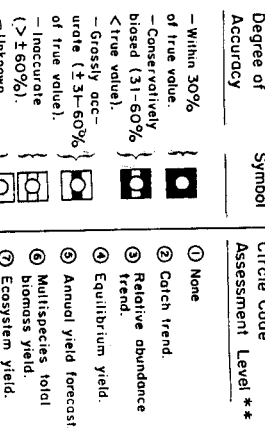 Degree of
Accuracy
Symbol
– Within 30%
of true value.
– Conservatively
biased (31–60%
< true value).
– Grossly acc-
urate (± 31–60%
of true value).
– Inaccurate
(> ± 60%).
– Unknown
Circle Code
Assessment Level **
① None
② Catch trend.
③ Relative abundance
trend.
④ Equilibrium yield.
⑤ Annual yield forecast
⑥ Multispecies total
biomass yield.
⑦ Ecosystem yield.